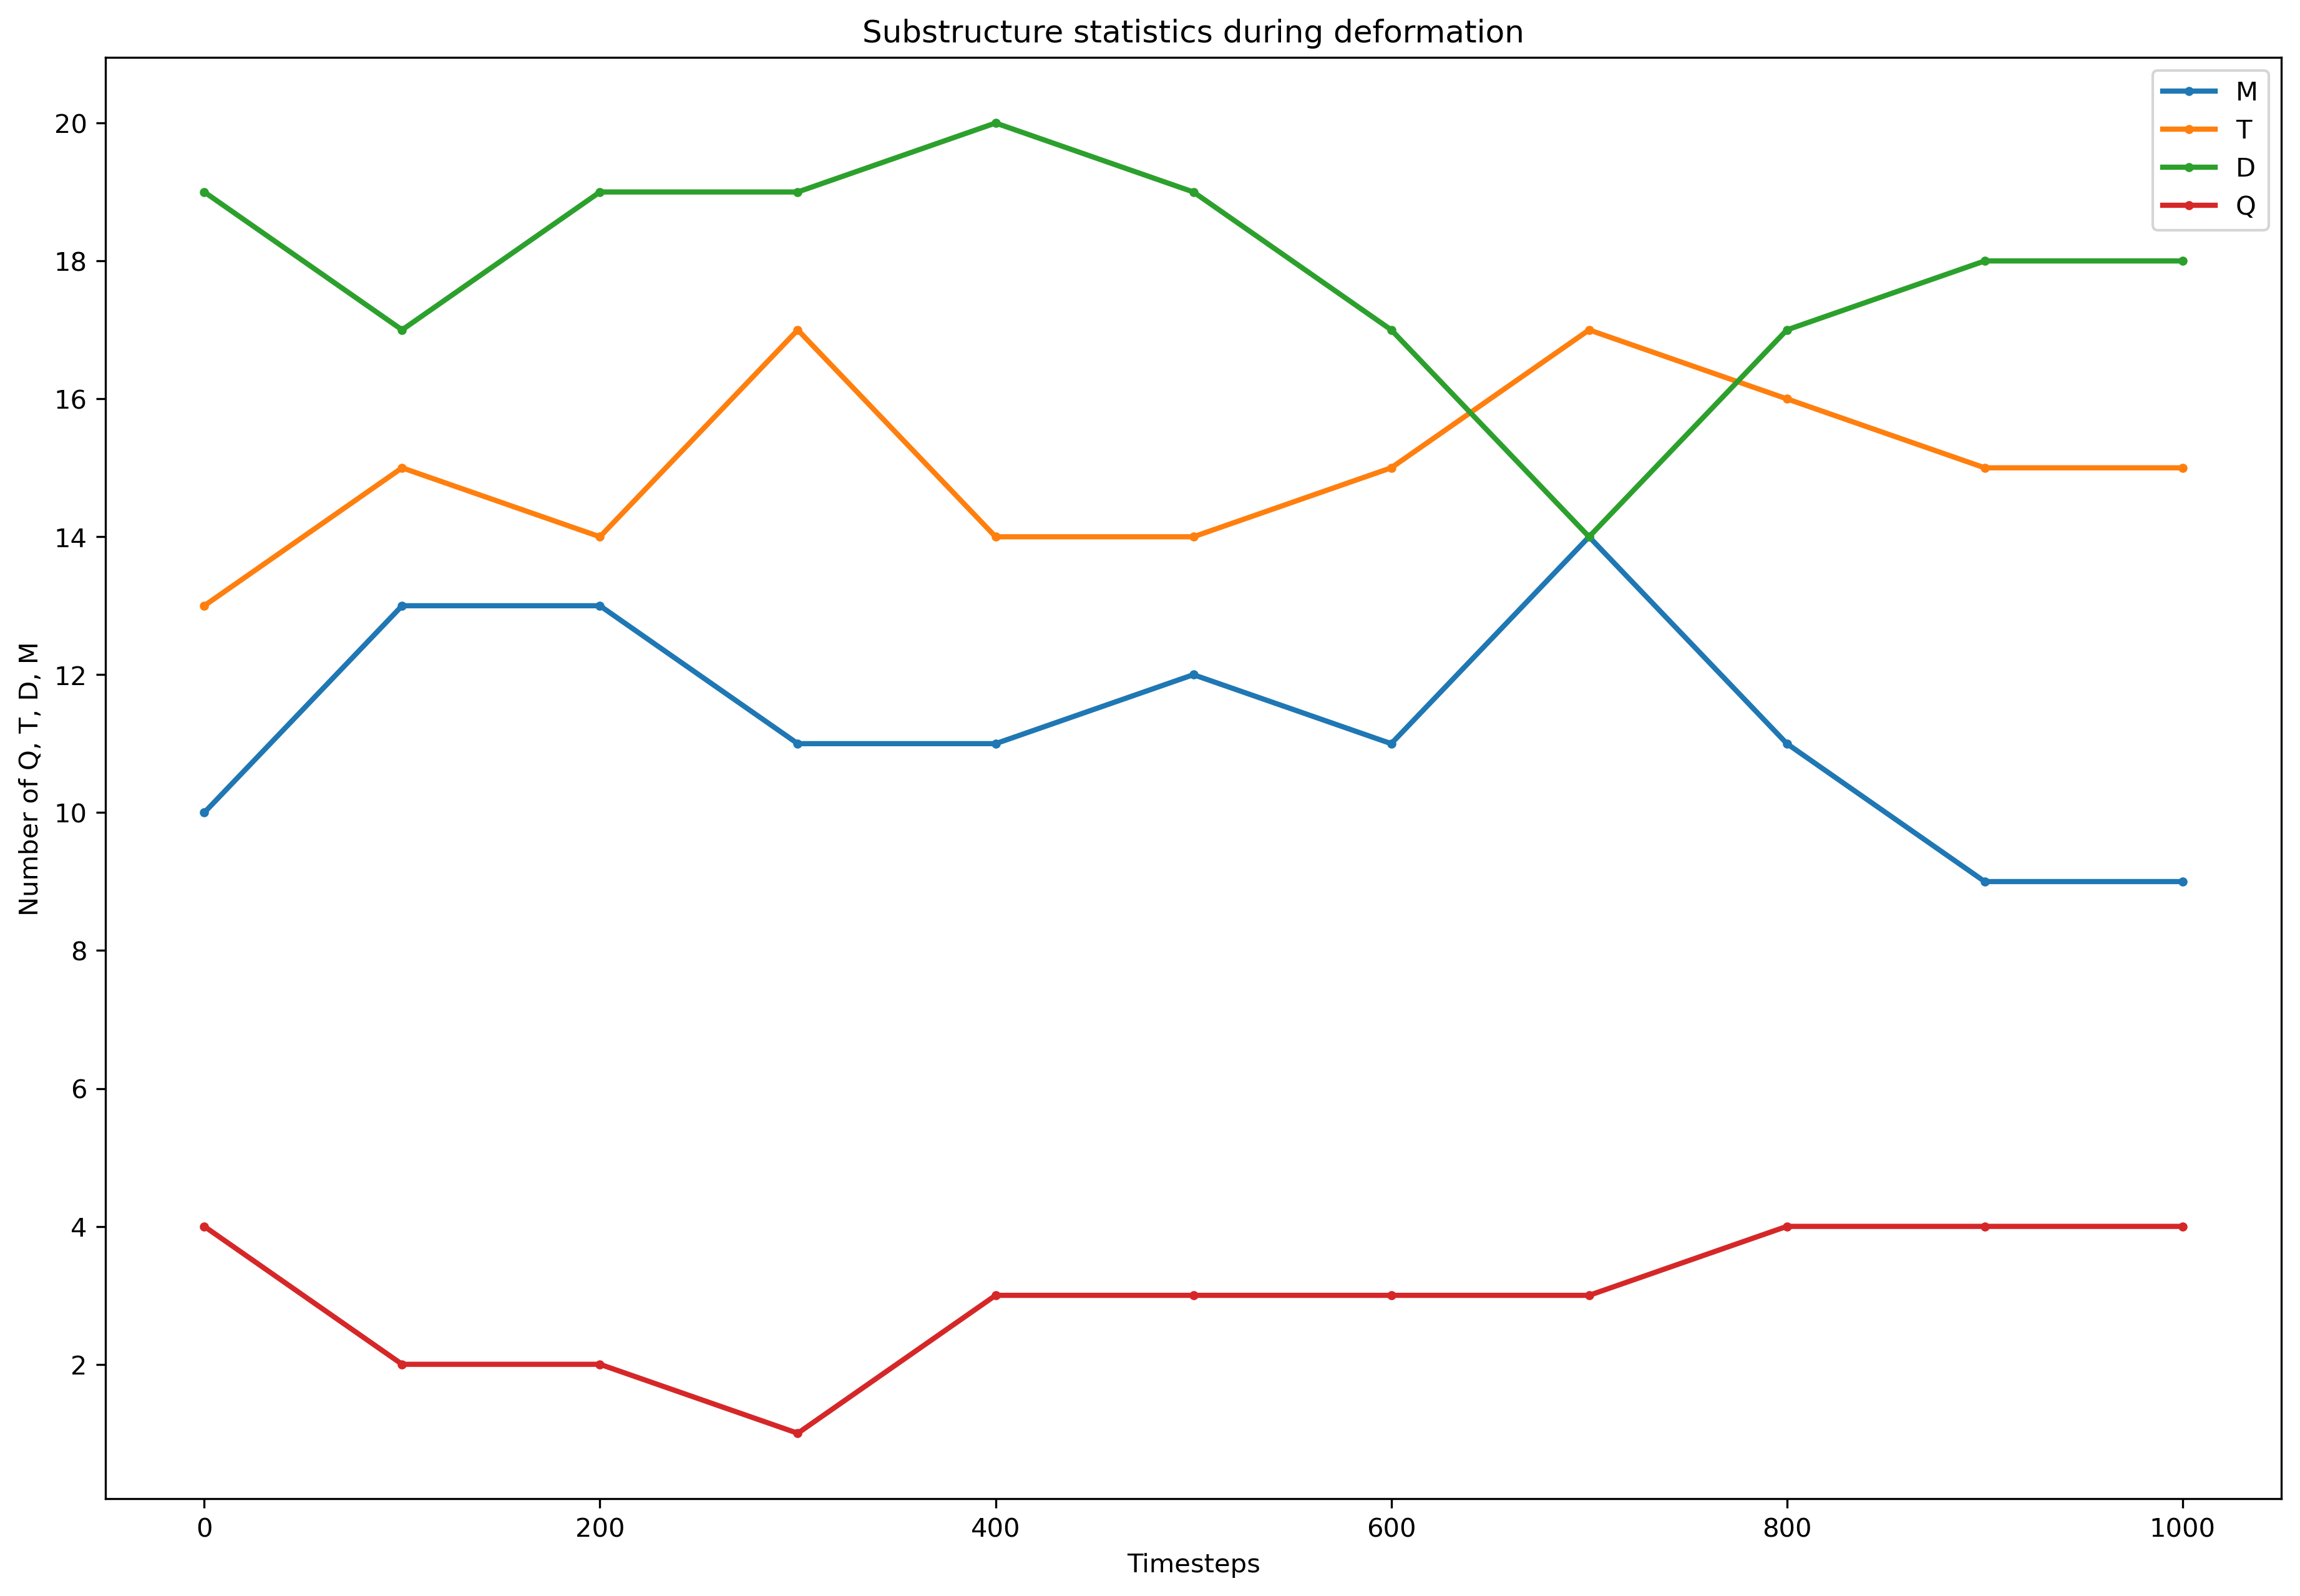 Substructure statistics during deformation
M
T
D
Q
20
18
16
14
12
10
8
6
4
2
Number of Q, T, D, M
0 200 400 600 800 1000
Timesteps